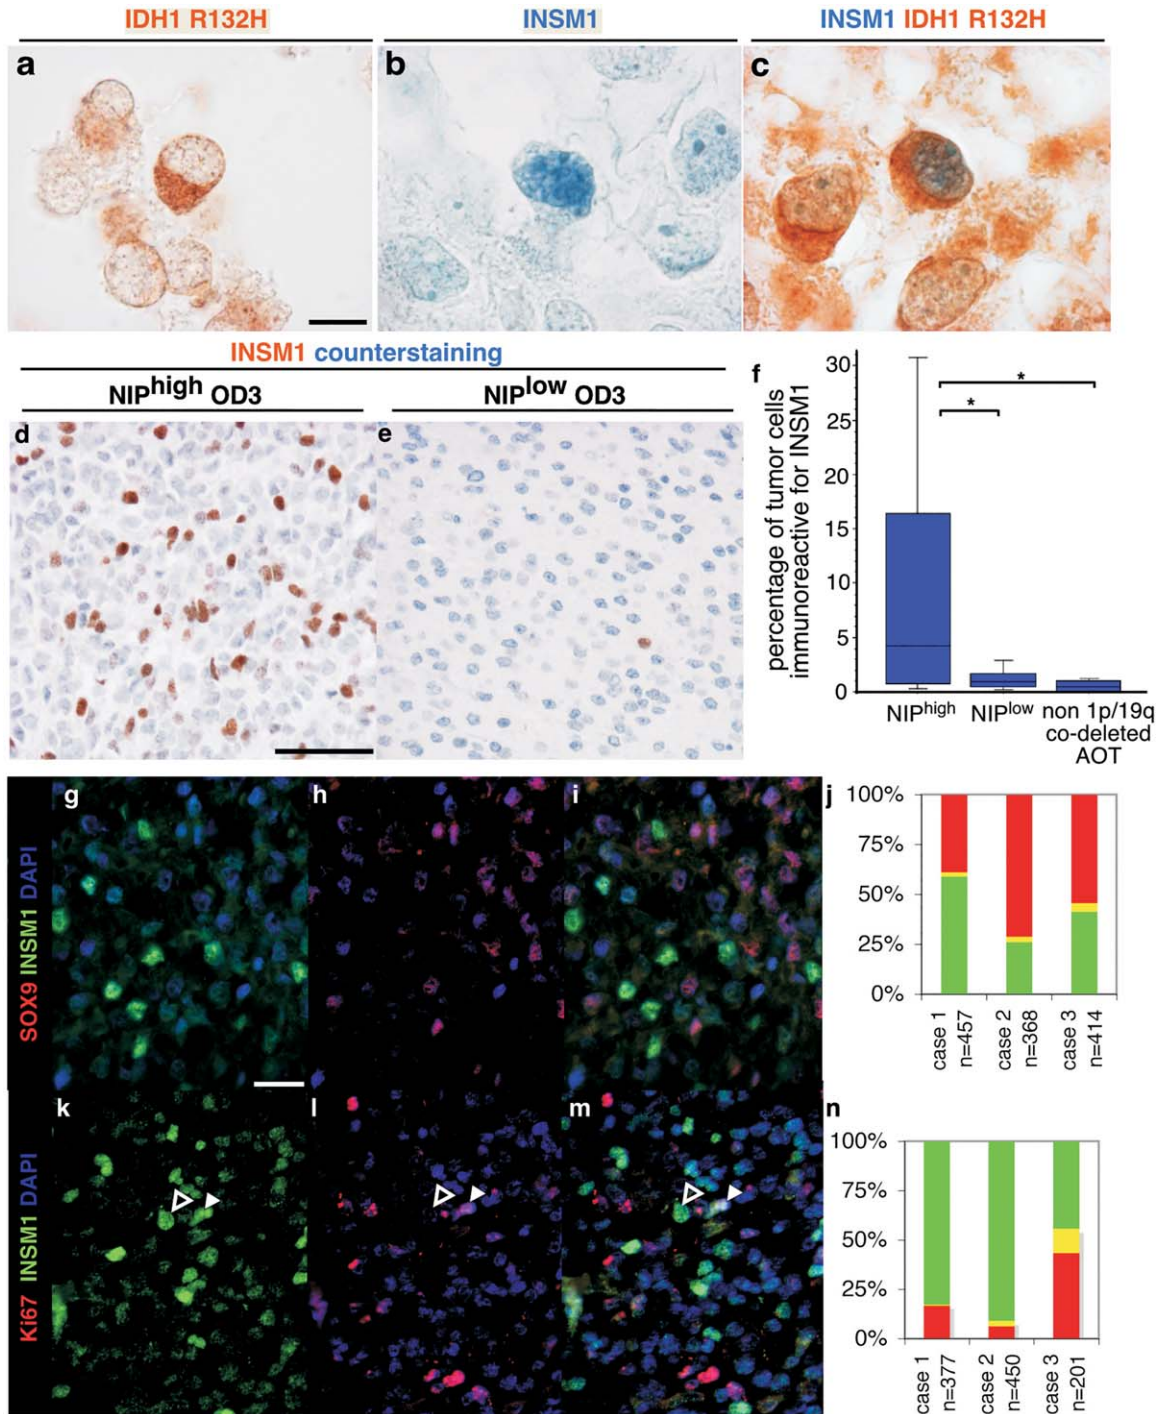 IDH1 R132H
INSM1
INSM1 IDH1 R132H
a
b
c
INSM1 counterstaining
NIPhigh OD3
NIPlow OD3
d
e
f
percentage of tumor cells
immunoreactive for INSM1
30
25
20
15
10
5
0
*
*
NIPhigh
NIPlow
non 1p/19q
co-deleted
AOT
SOX9 INSM1 DAPI
g
h
i
j
100%
75%
50%
25%
0%
case 1
n=457
case 2
n=368
case 3
n=414
Ki67 INSM1 DAPI
k
l
m
n
100%
75%
50%
25%
0%
case 1
n=377
case 2
n=450
case 3
n=201